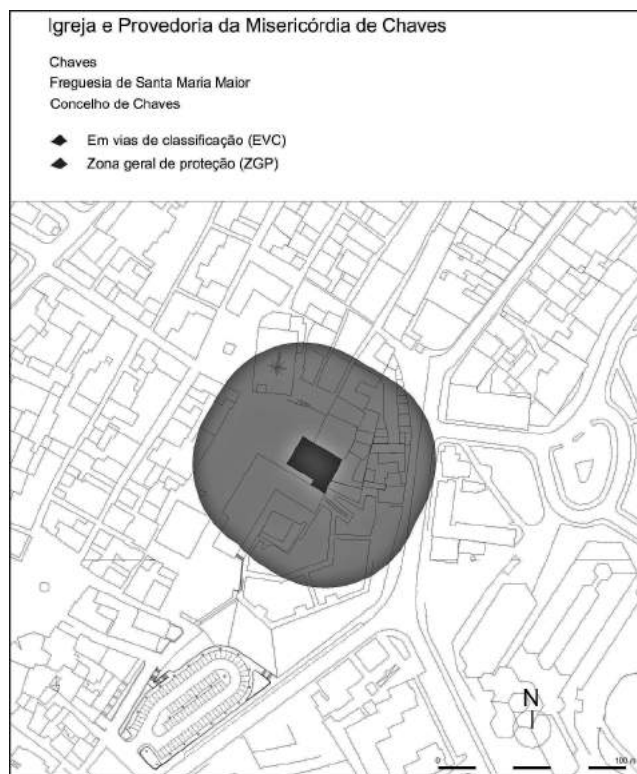 Igreja e Provedoria da Misericórdia de Chaves
Chaves
Freguesia de Santa Maria Maior
Concelho de Chaves
Em vias de classificação (EVC)
Zona geral de proteção (ZGP)
N
0 100 m